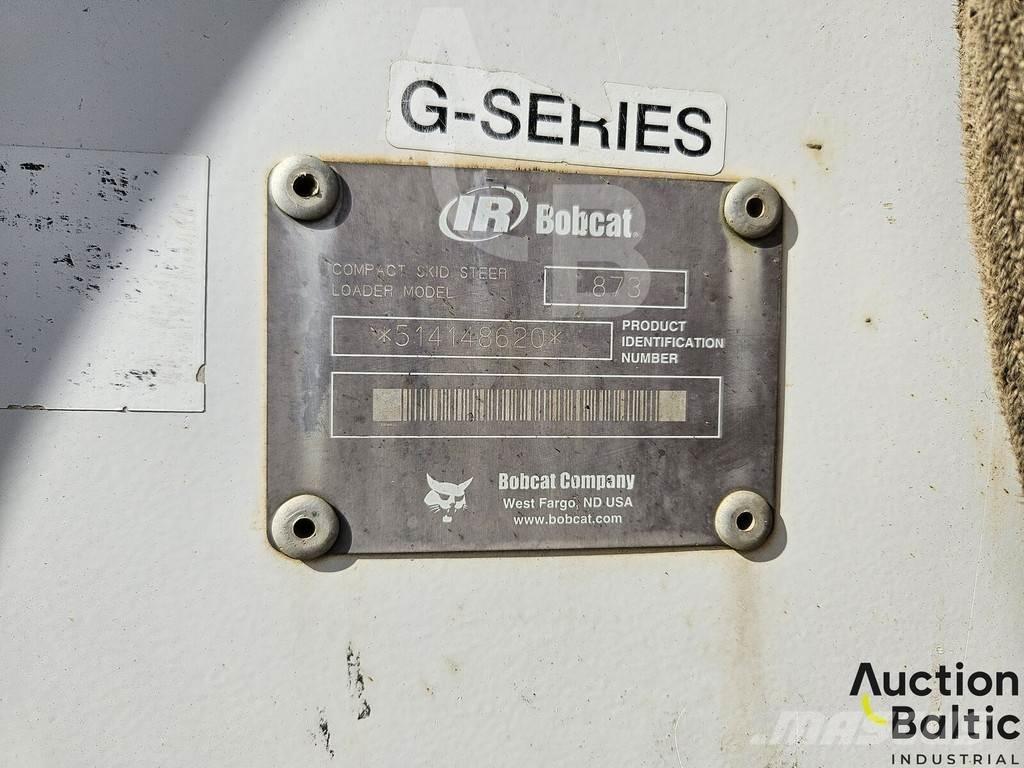 G-SERIES
IR Bobcat
COMPACT SKID STEER
LOADER MODEL
873
*514148620*
PRODUCT
IDENTIFICATION
NUMBER
Bobcat Company
West Fargo, ND USA
www.bobcat.com
Auction
Baltic
INDUSTRIAL